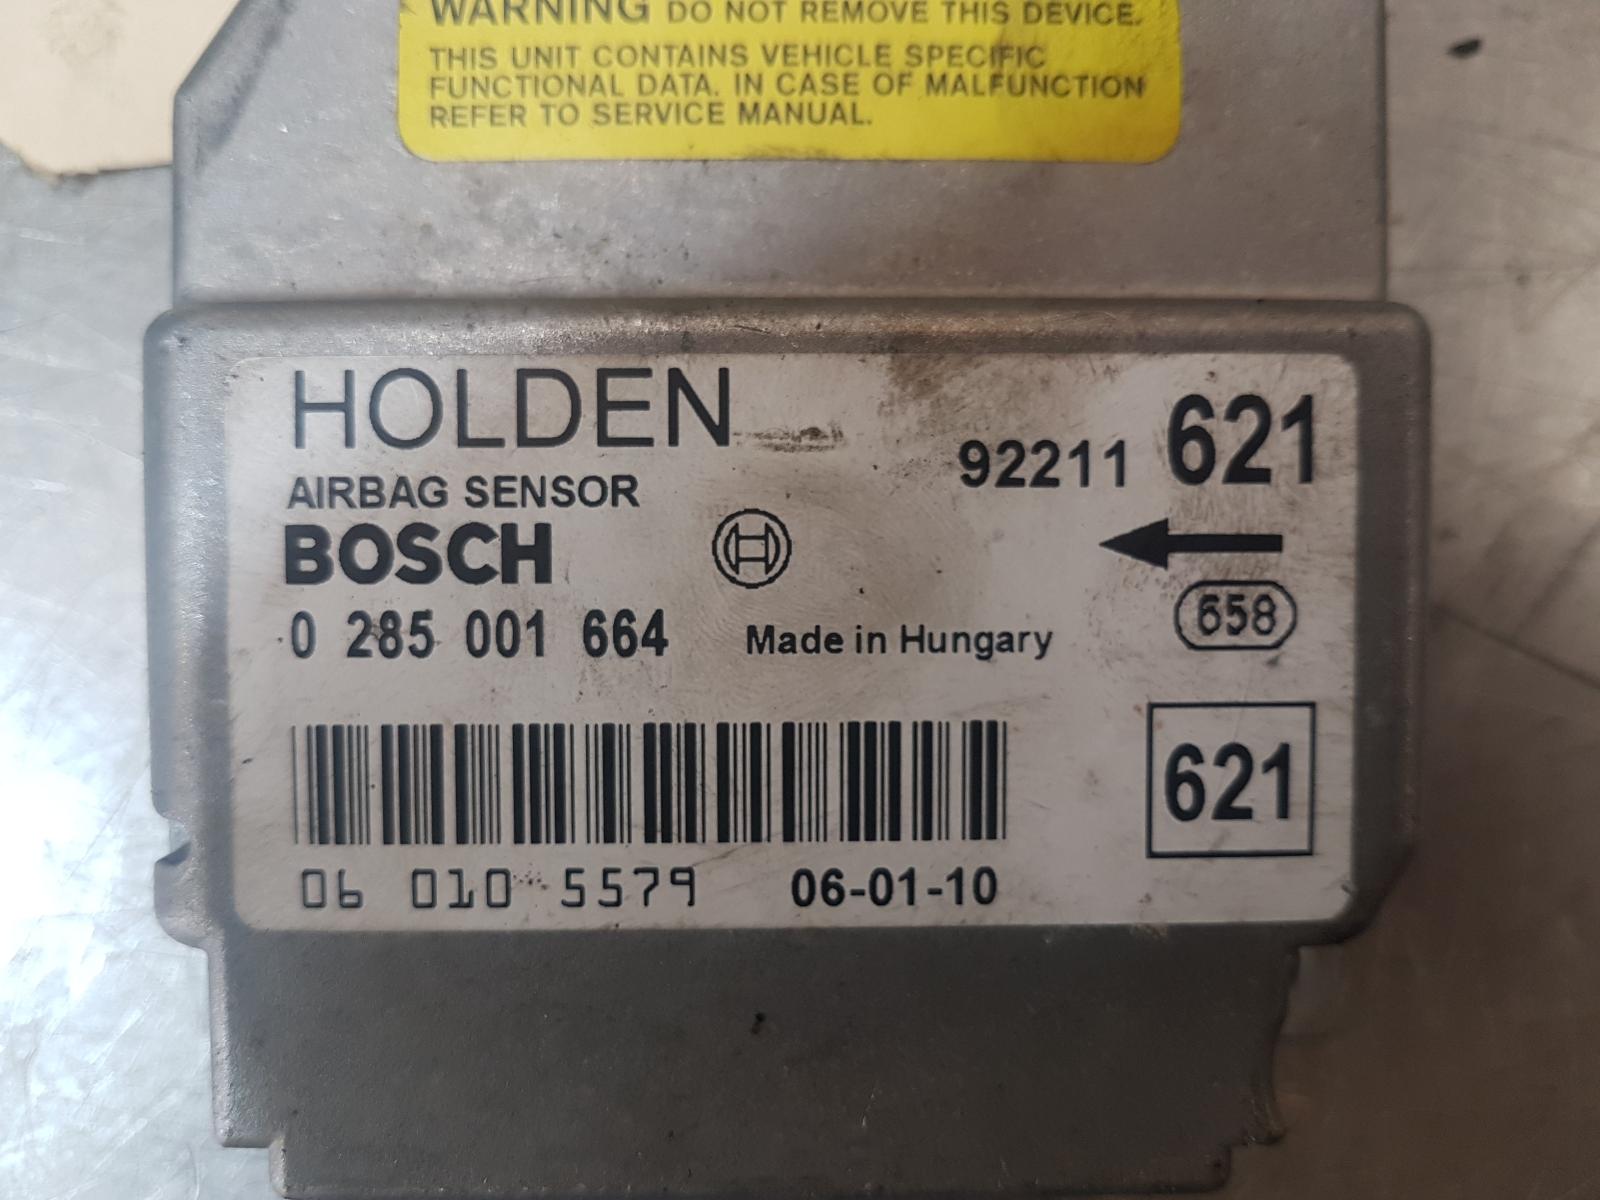 WARNING DO NOT REMOVE THIS DEVICE.
THIS UNIT CONTAINS VEHICLE SPECIFIC
FUNCTIONAL DATA. IN CASE OF MALFUNCTION
REFER TO SERVICE MANUAL.
HOLDEN
92211 621
AIRBAG SENSOR
BOSCH
0 285 001 664 Made in Hungary
658
621
06 010 5579 06-01-10